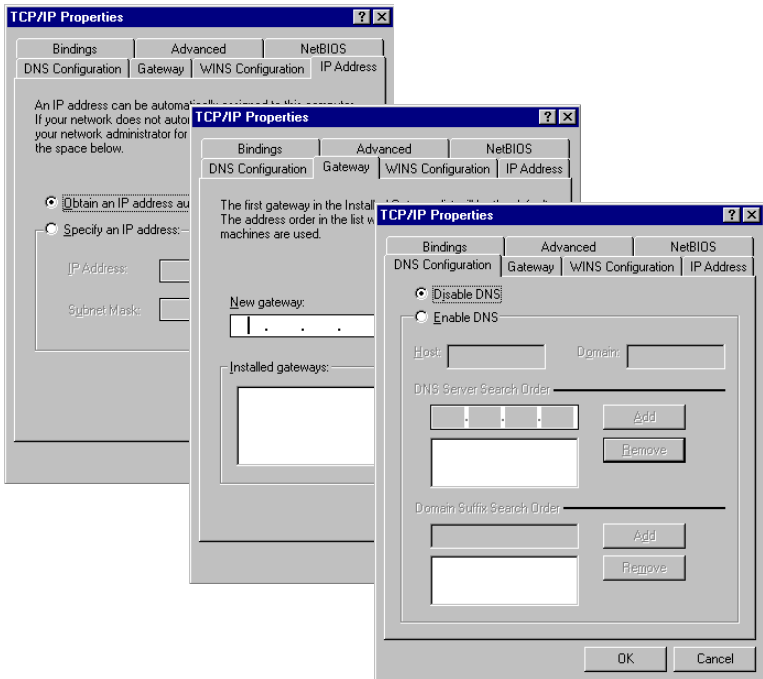 TCP/IP Properties
Bindings Advanced NetBIOS
DNS Configuration Gateway WINS Configuration IP Address
An IP address can be automatically assigned to this computer.
If your network does not auto
your network administrator for
the space below.
Obtain an IP address au
Specify an IP address:
IP Address:
Subnet Mask:
TCP/IP Properties
Bindings Advanced NetBIOS
DNS Configuration Gateway WINS Configuration IP Address
The first gateway in the Installed Gateway list will be the default.
The address order in the list w
machines are used.
New gateway:
. . .
Installed gateways:
TCP/IP Properties
Bindings Advanced NetBIOS
DNS Configuration Gateway WINS Configuration IP Address
Disable DNS
Enable DNS
Host: Domain:
DNS Server Search Order
. . . Add
Remove
Domain Suffix Search Order
Add
Remove
OK Cancel